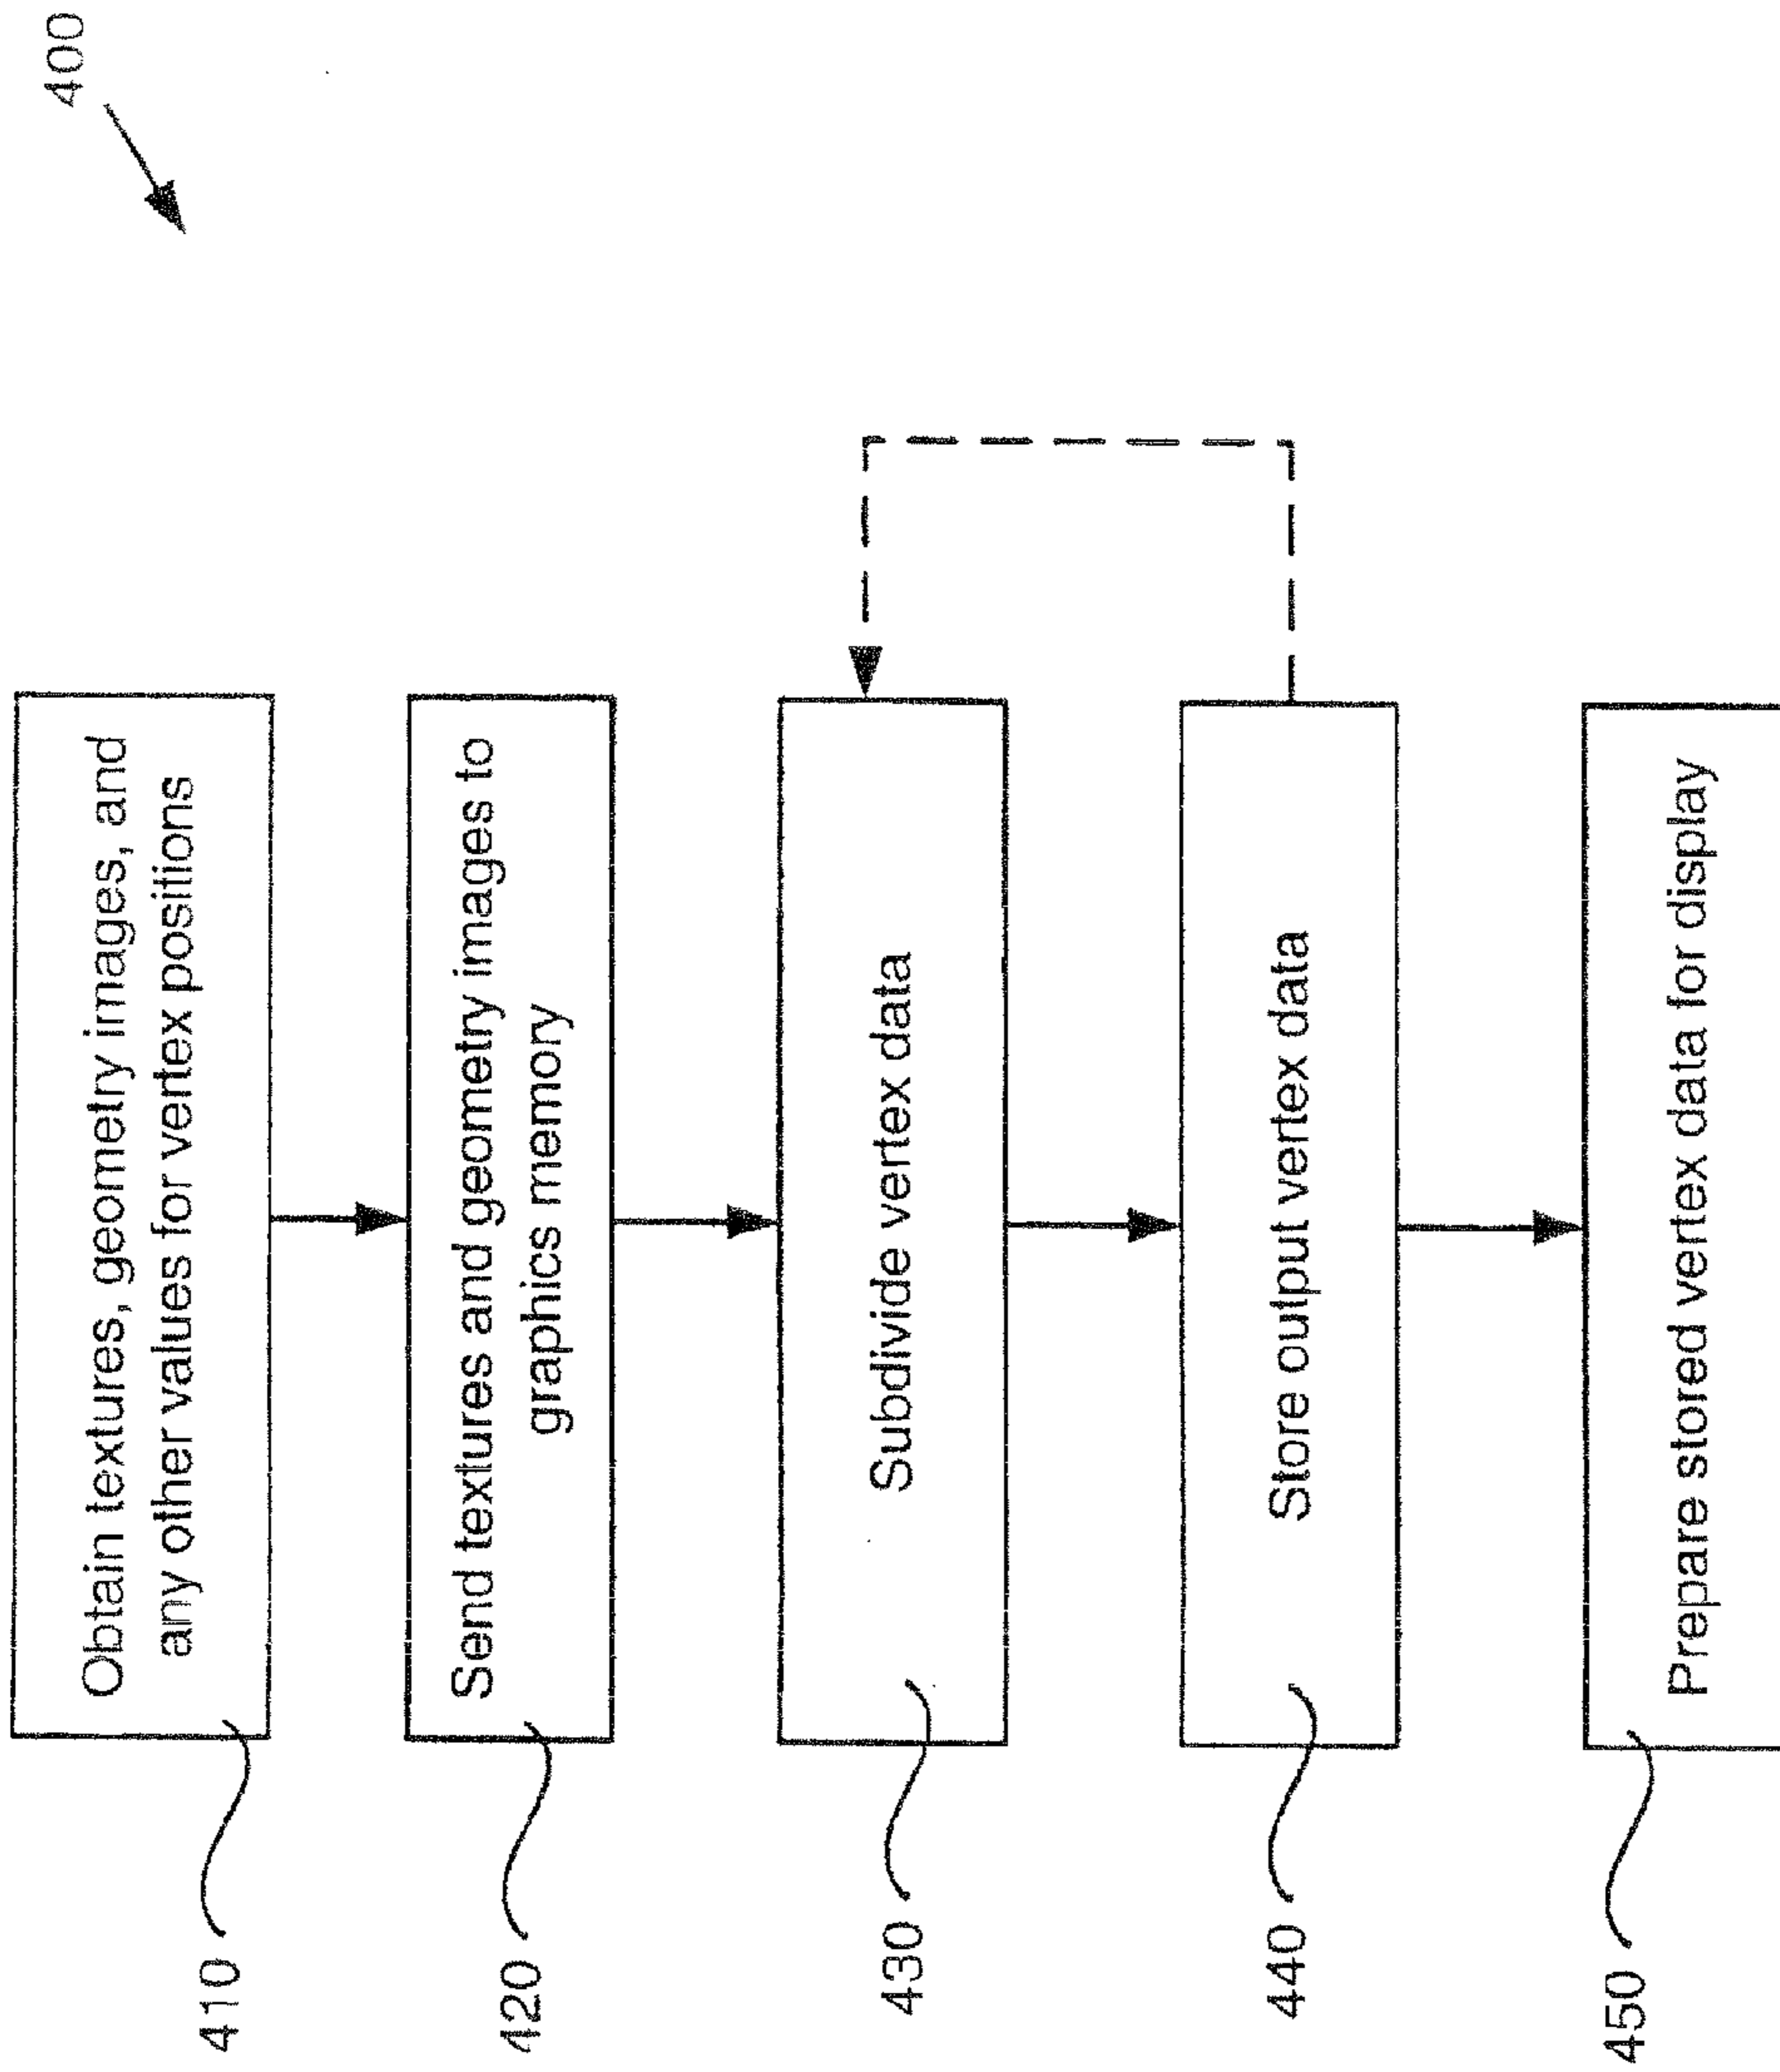 400
410
Obtain textures, geometry images, and
any other values for vertex positions
420
Send textures and geometry images to
graphics memory
430
Subdivide vertex data
440
Store output vertex data
450
Prepare stored vertex data for display